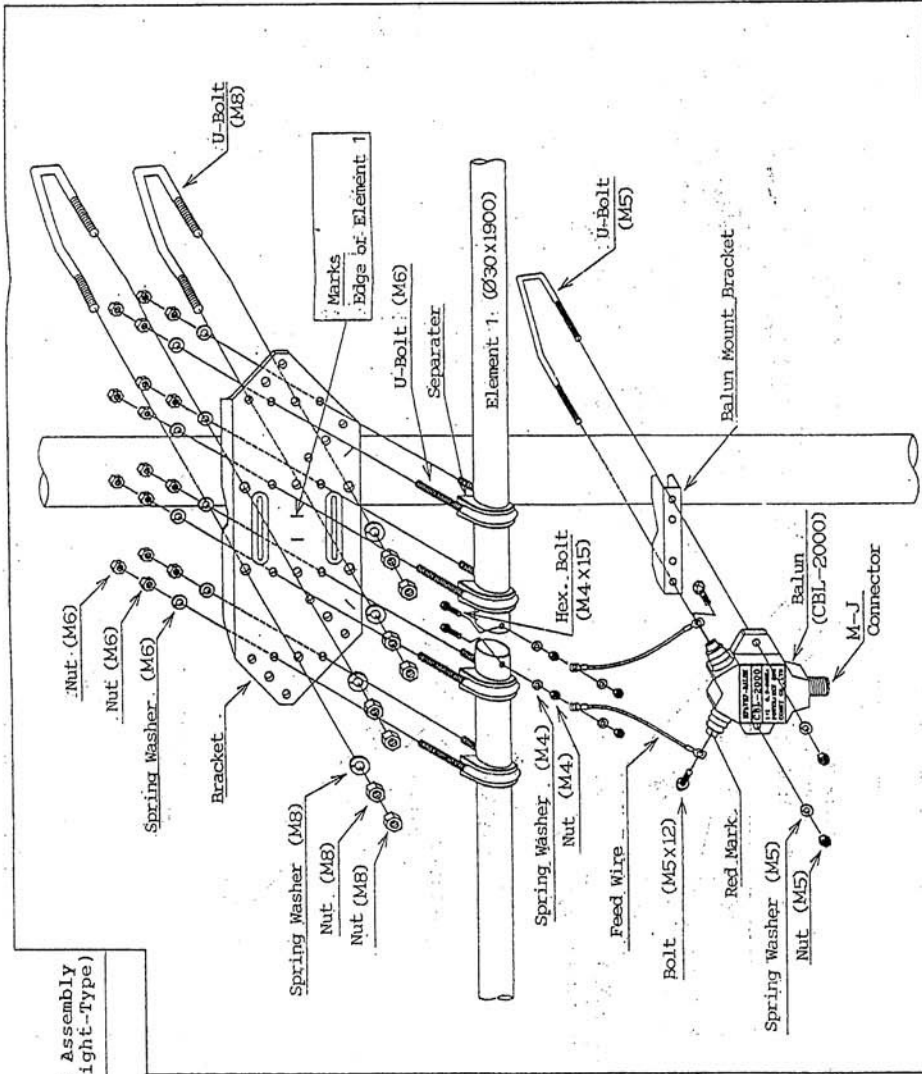 Assembly
ight-Type)
U-Bolt
(M8)
Marks
Edge of Element 1
U-Bolt (M6)
Separater
Element 1 (Ø30X1900)
U-Bolt
(M5)
Balun Mount Bracket
Nut (M6)
Nut (M6)
Spring Washer (M6)
Bracket
Hex. Bolt
(M4X15)
Spring Washer (M8)
Nut (M8)
Nut (M8)
Spring Washer (M4)
Nut (M4)
Feed Wire
Bolt (M5X12)
Red Mark
Spring Washer (M5)
Nut (M5)
Balun
(CBL-2000)
M-J
Connector
CBL-2000